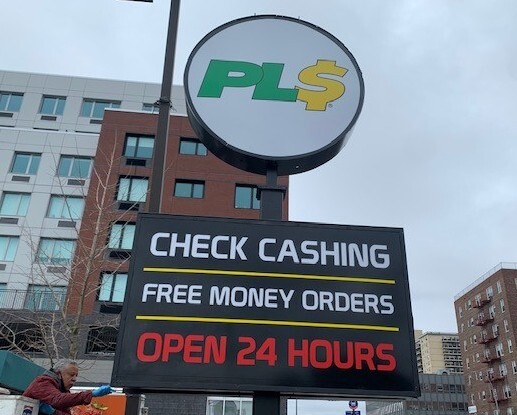 PL$
CHECK CASHING
FREE MONEY ORDERS
OPEN 24 HOURS